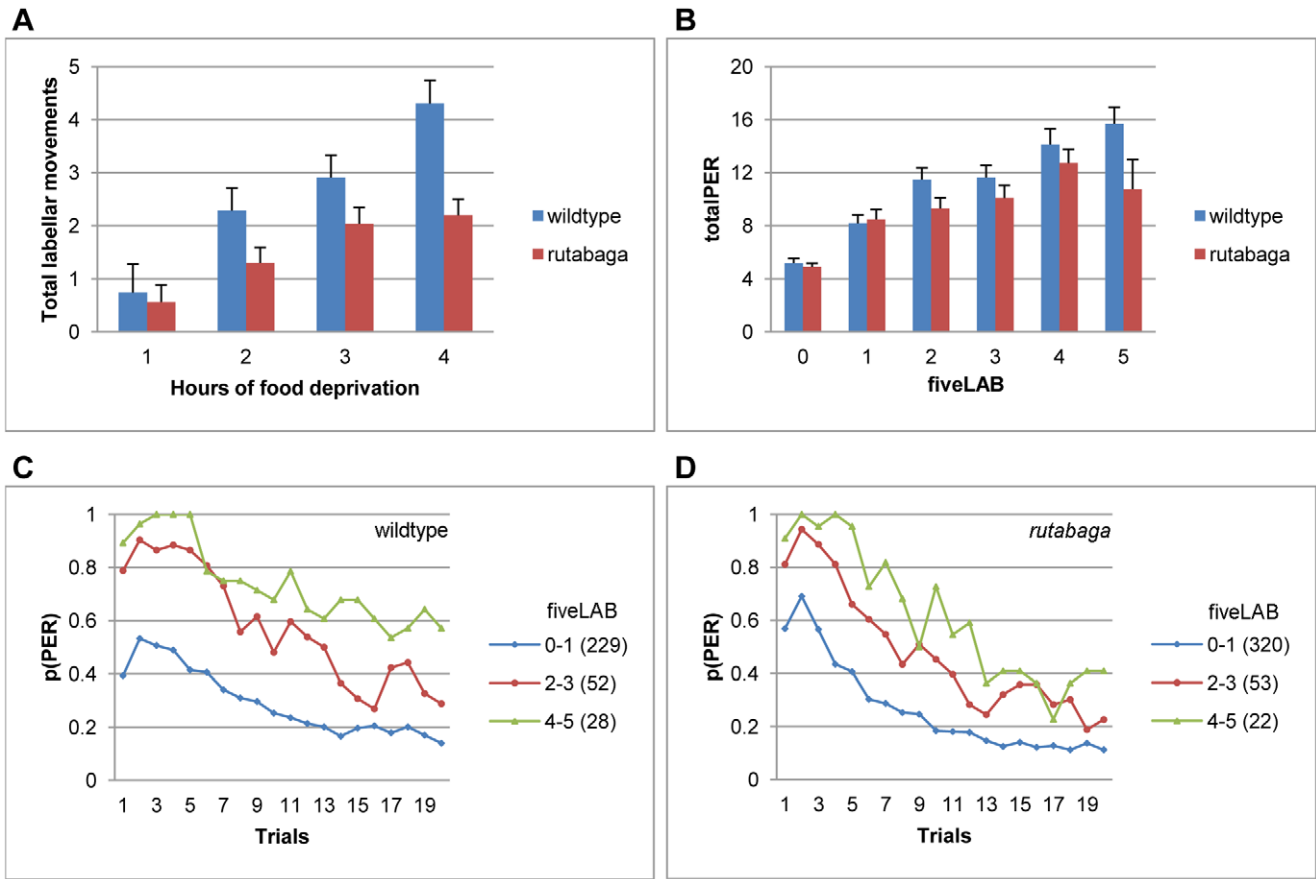 A
Total labellar movements
5
4
3
2
1
0
1 2 3 4
Hours of food deprivation
wildtype
rutabaga
B
totalPER
20
16
12
8
4
0
0 1 2 3 4 5
fiveLAB
wildtype
rutabaga
C
wildtype
p(PER)
1
0.8
0.6
0.4
0.2
0
1 3 5 7 9 11 13 15 17 19
Trials
fiveLAB
0-1 (229)
2-3 (52)
4-5 (28)
D
rutabaga
p(PER)
1
0.8
0.6
0.4
0.2
0
1 3 5 7 9 11 13 15 17 19
Trials
fiveLAB
0-1 (320)
2-3 (53)
4-5 (22)